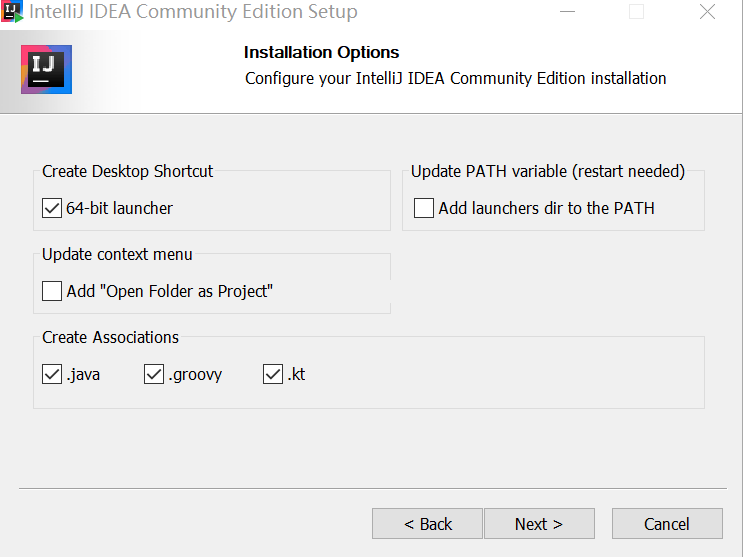 IntelliJ IDEA Community Edition Setup
IJ
Installation Options
Configure your IntelliJ IDEA Community Edition installation
Create Desktop Shortcut
64-bit launcher
Update PATH variable (restart needed)
Add launchers dir to the PATH
Update context menu
Add "Open Folder as Project"
Create Associations
.java .groovy .kt
< Back Next > Cancel